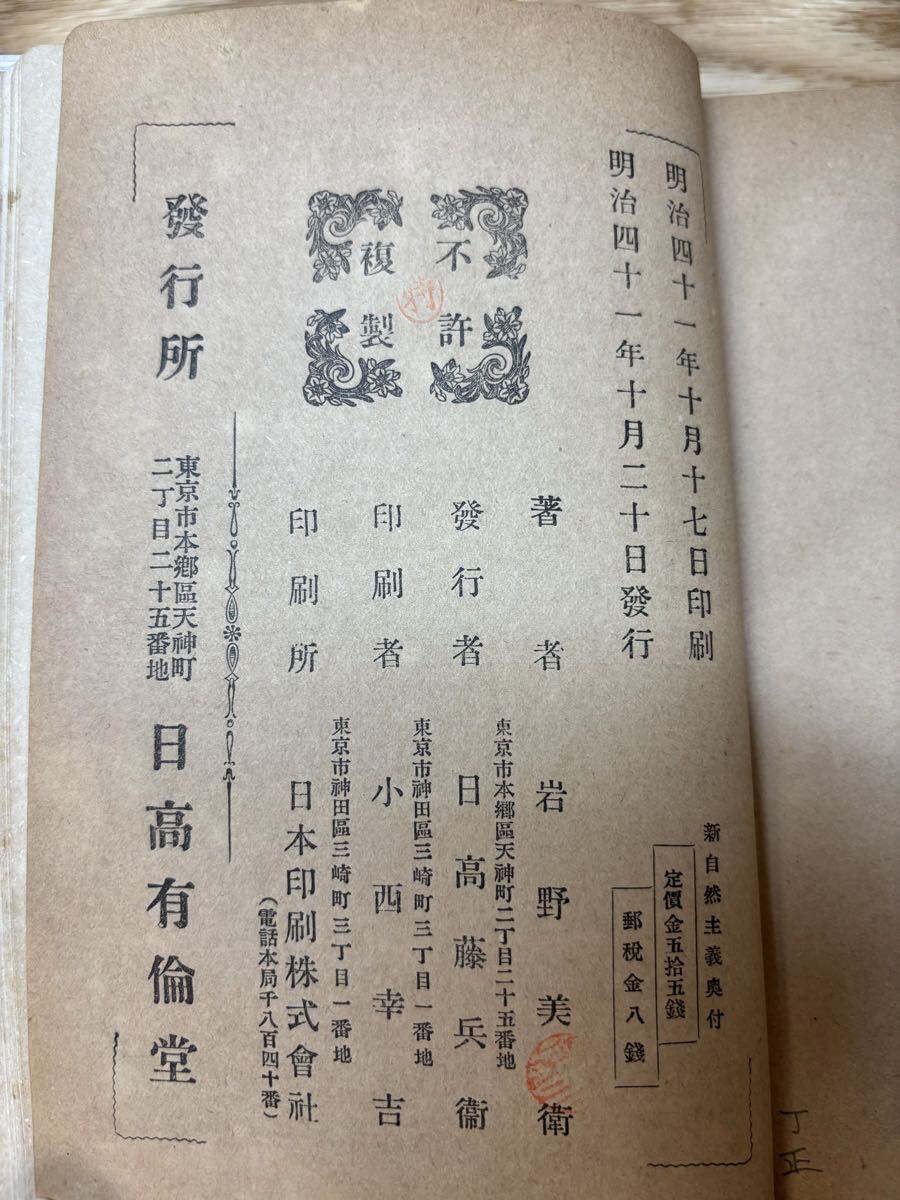 明治四十一年十月十七日印刷
明治四十一年十月二十日發行
新自然主義奥付
定價金五拾五錢
郵稅金八錢
不許
複製
著者
岩野美衛
東京市本鄕區天神町二丁目二十五番地
發行者
日高藤兵衞
東京市神田區三崎町三丁目一番地
印刷者
小西幸吉
東京市神田區三崎町三丁目一番地
印刷所
日本印刷株式會社
(電話本局千八百四十番)
發行所
東京市本鄕區天神町
二丁目二十五番地
日高有倫堂
丁
正